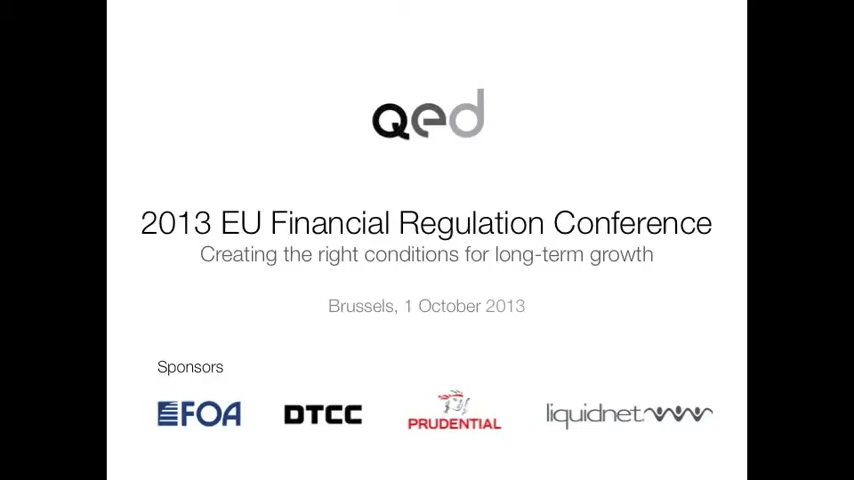 qed
2013 EU Financial Regulation Conference
Creating the right conditions for long-term growth
Brussels, 1 October 2013
Sponsors
FOA
DTCC
PRUDENTIAL
liquidnet